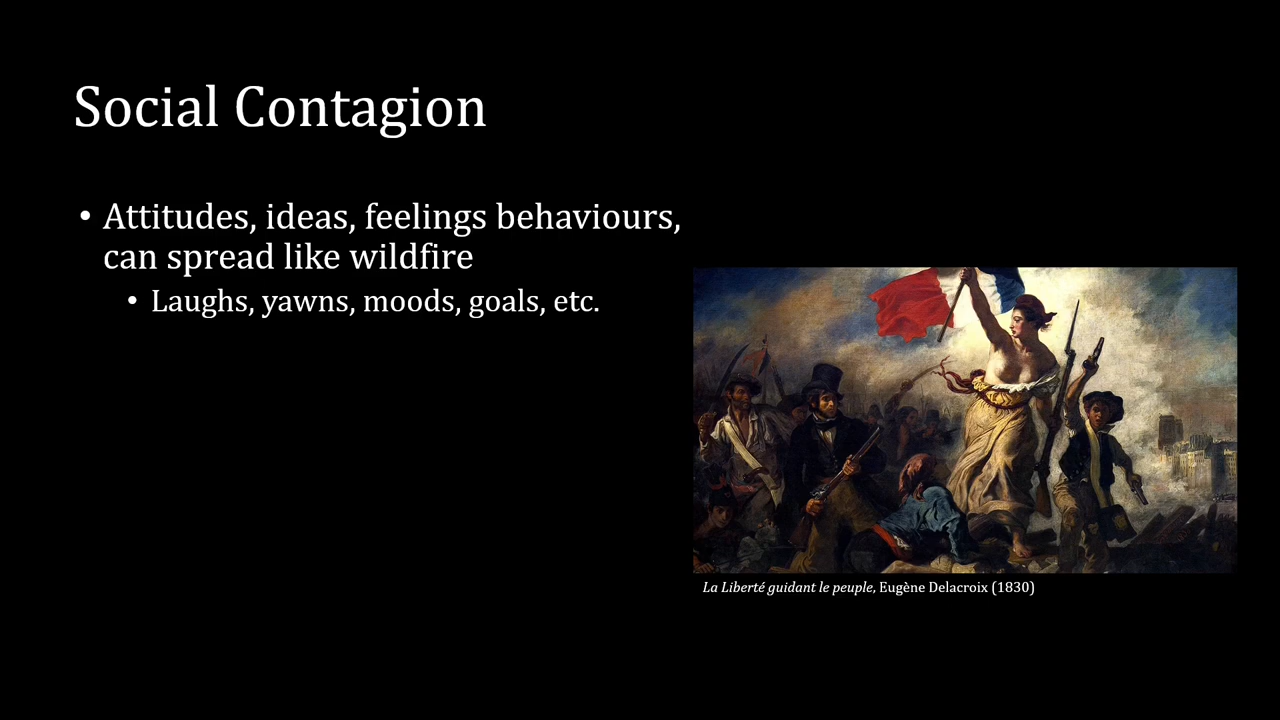 Social Contagion
• Attitudes, ideas, feelings behaviours,
can spread like wildfire
• Laughs, yawns, moods, goals, etc.
La Liberté guidant le peuple, Eugène Delacroix (1830)